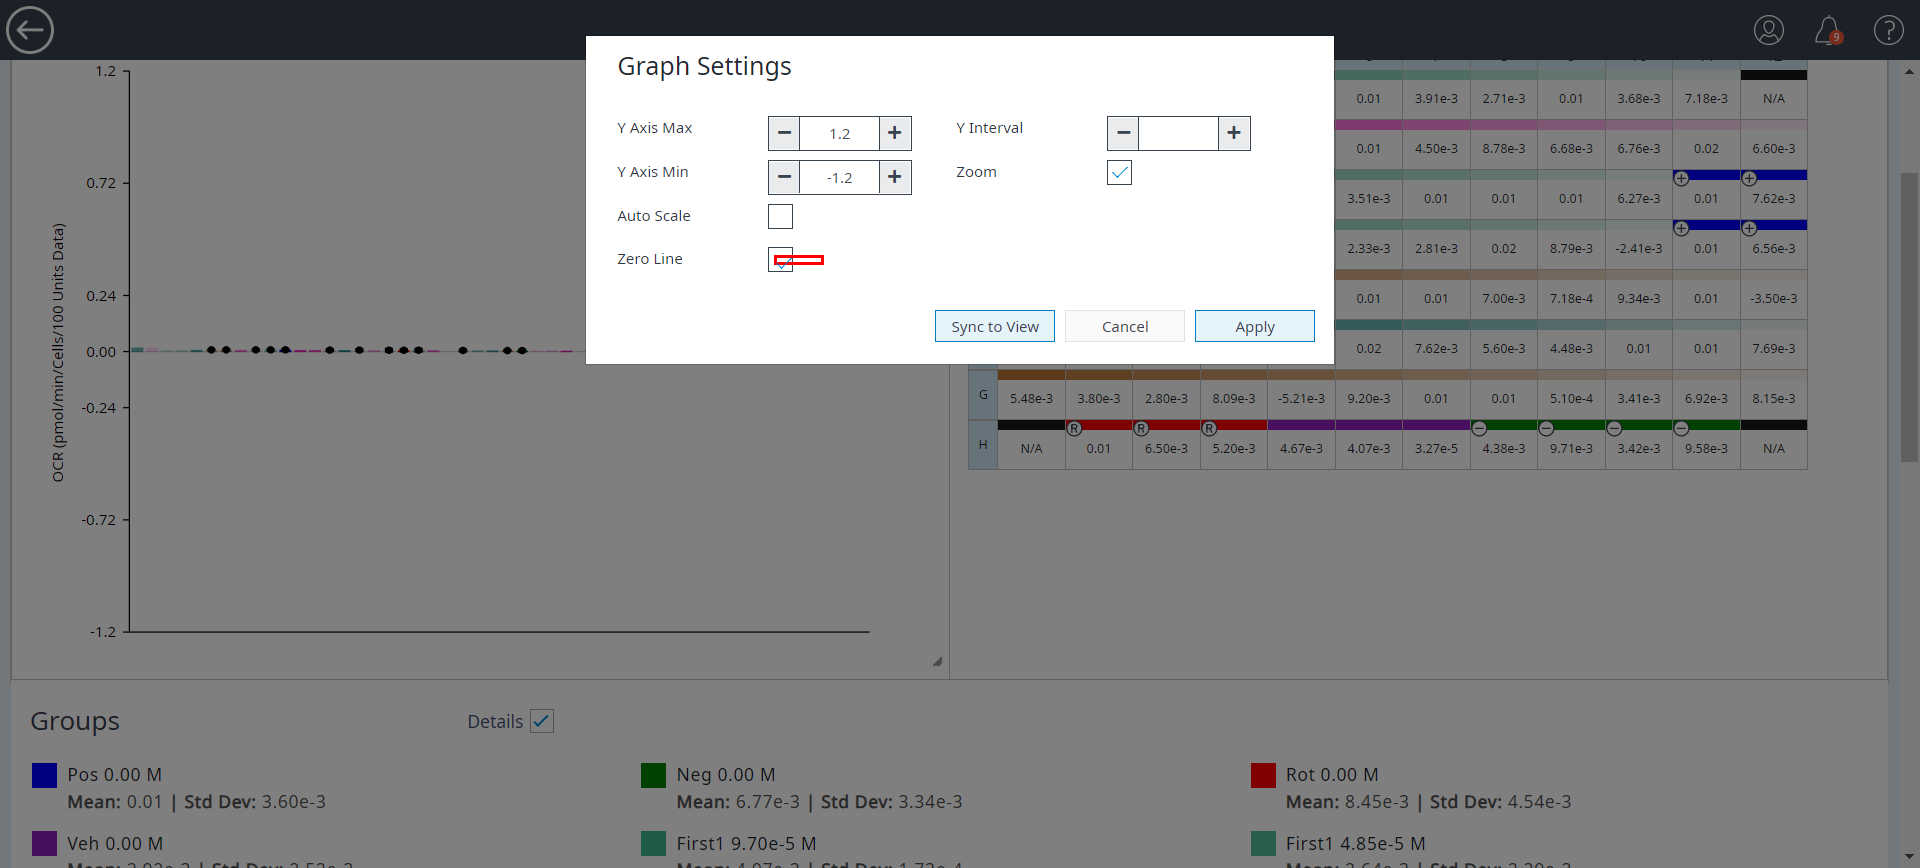 9 ?
Graph Settings
Y Axis Max − 1.2 + Y Interval − +
Y Axis Min − -1.2 + Zoom
Auto Scale
Zero Line
Sync to View Cancel Apply
1.2
0.72
0.24
0.00
-0.24
-0.72
-1.2
OCR (pmol/min/Cells/100 Units Data)
0.01 3.91e-3 2.71e-3 0.01 3.68e-3 7.18e-3 N/A
0.01 4.50e-3 8.78e-3 6.68e-3 6.76e-3 0.02 6.60e-3
+ +
3.51e-3 0.01 0.01 0.01 6.27e-3 0.01 7.62e-3
+ +
2.33e-3 2.81e-3 0.02 8.79e-3 -2.41e-3 0.01 6.56e-3
0.01 0.01 7.00e-3 7.18e-4 9.34e-3 0.01 -3.50e-3
0.02 7.62e-3 5.60e-3 4.48e-3 0.01 0.01 7.69e-3
G 5.48e-3 3.80e-3 2.80e-3 8.09e-3 -5.21e-3 9.20e-3 0.01 0.01 5.10e-4 3.41e-3 6.92e-3 8.15e-3
R R R − − − −
H N/A 0.01 6.50e-3 5.20e-3 4.67e-3 4.07e-3 3.27e-5 4.38e-3 9.71e-3 3.42e-3 9.58e-3 N/A
Groups Details
Pos 0.00 M Neg 0.00 M Rot 0.00 M
Mean: 0.01 | Std Dev: 3.60e-3 Mean: 6.77e-3 | Std Dev: 3.34e-3 Mean: 8.45e-3 | Std Dev: 4.54e-3
Veh 0.00 M First1 9.70e-5 M First1 4.85e-5 M